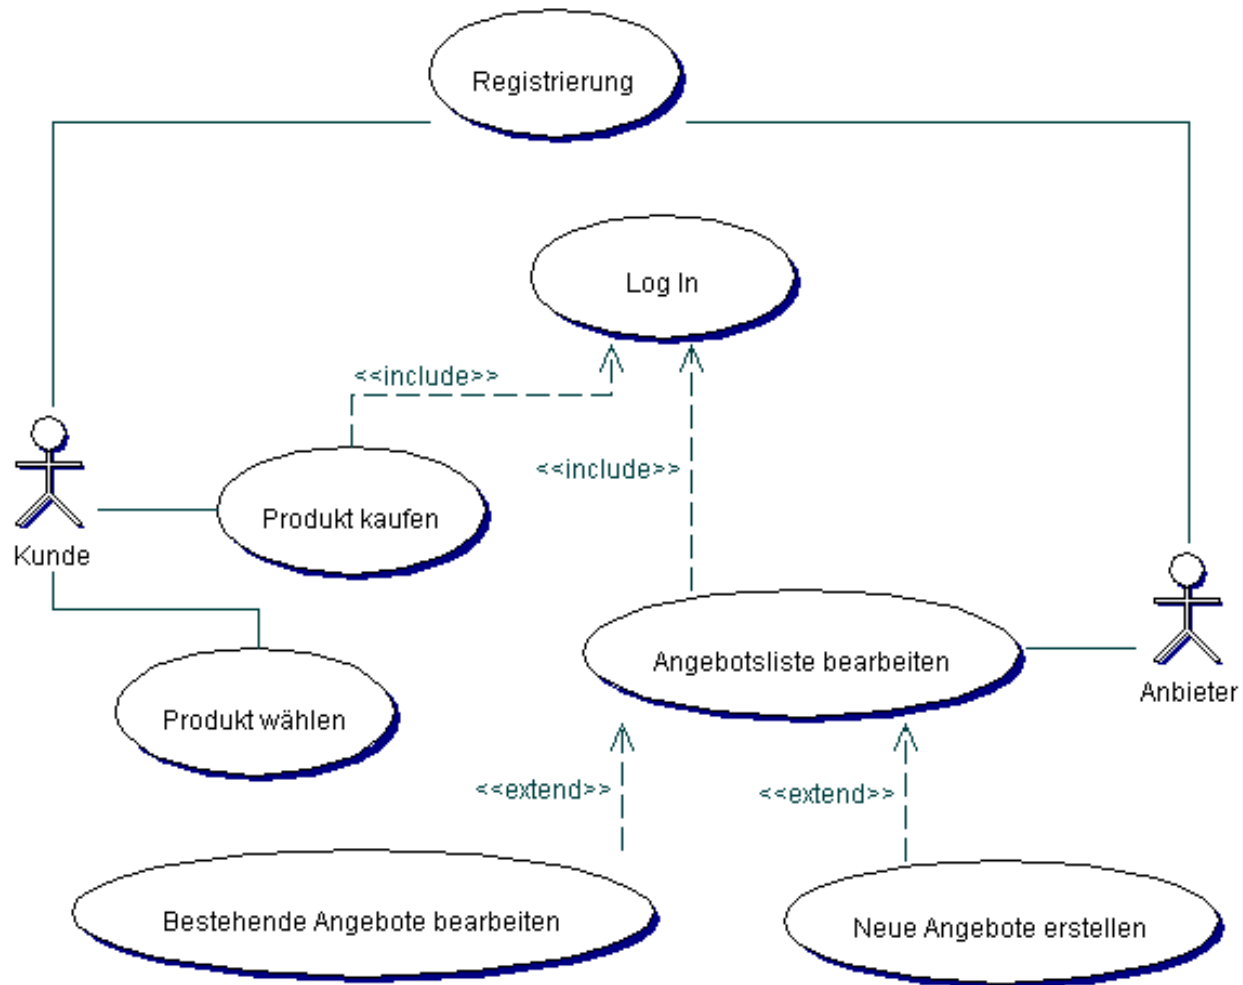 Registrierung
Log In
<<include>>
<<include>>
Produkt kaufen
Kunde
Angebotsliste bearbeiten
Anbieter
Produkt wählen
<<extend>>
<<extend>>
Bestehende Angebote bearbeiten
Neue Angebote erstellen